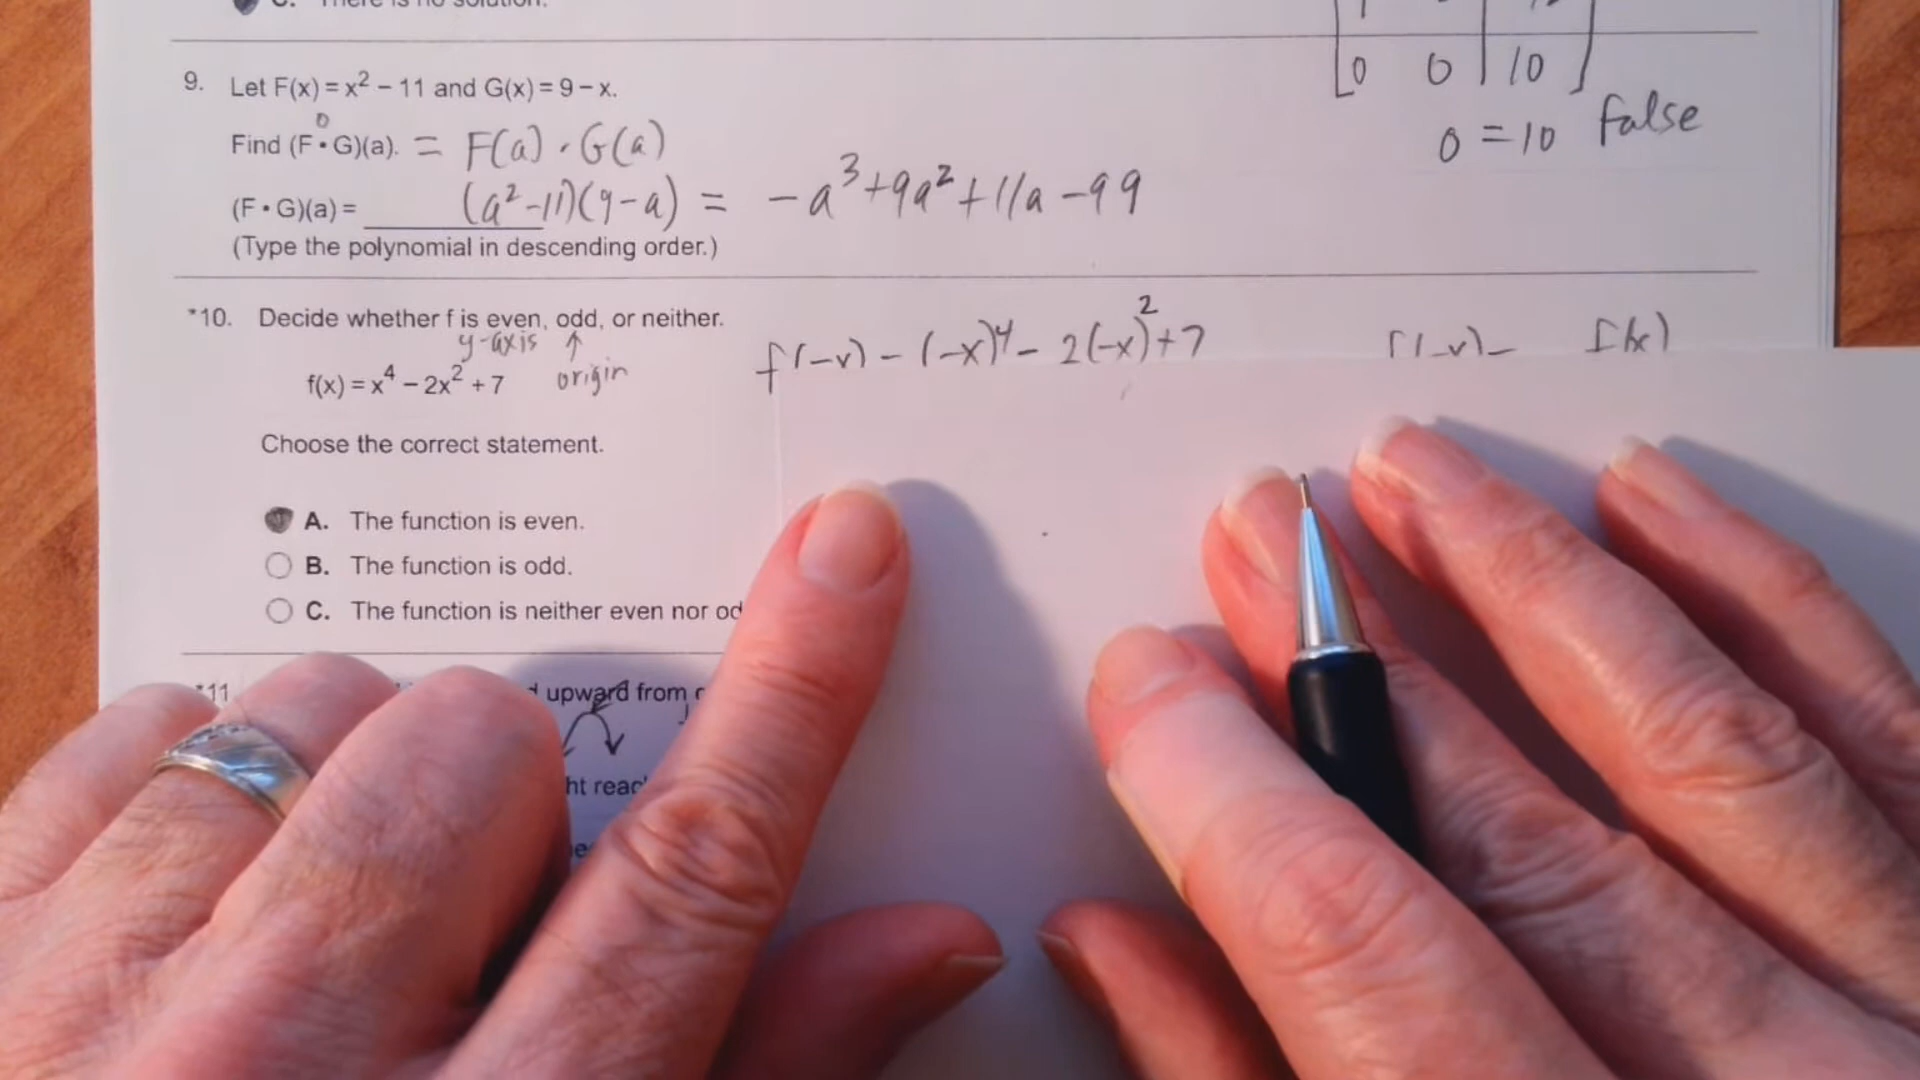 C. There is no solution.
0 0 10
0 = 10 false
9. Let F(x) = x² – 11 and G(x) = 9 – x.
Find (F • G)(a). = F(a) · G(a)
(F • G)(a) = (a²-11)(9-a) = -a³+9a²+11a-99
(Type the polynomial in descending order.)
*10. Decide whether f is even, odd, or neither.
y-axis
origin
f(x) = x⁴ – 2x² + 7
f(-x) = (-x)⁴ - 2(-x)² + 7
f(-x) = f(x)
Choose the correct statement.
A. The function is even.
B. The function is odd.
C. The function is neither even nor od
*11 upward from
ht reac